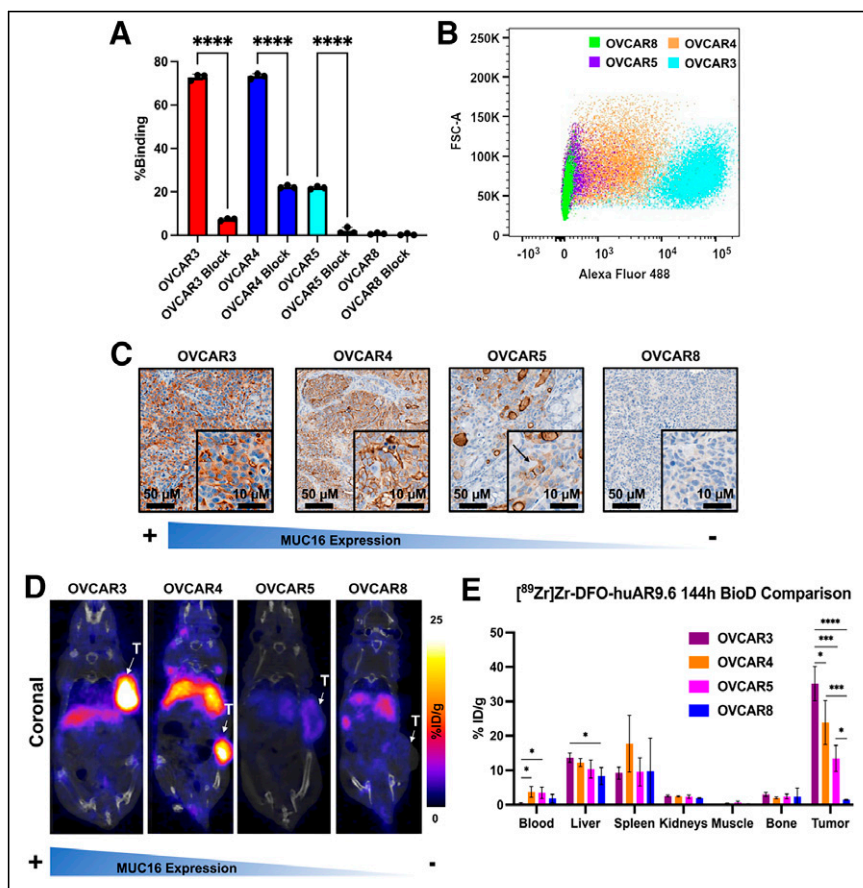 A
**** **** ****
80
60
40
20
0
%Binding
OVCAR3
OVCAR3 Block
OVCAR4
OVCAR4 Block
OVCAR5
OVCAR5 Block
OVCAR8
OVCAR8 Block
B
OVCAR8 OVCAR4
OVCAR5 OVCAR3
250K
200K
150K
100K
50K
0
FSC-A
-10³ 0 10³ 10⁴ 10⁵
Alexa Fluor 488
C
OVCAR3 OVCAR4 OVCAR5 OVCAR8
50 µM 10 µM 50 µM 10 µM 50 µM 10 µM 50 µM 10 µM
+ MUC16 Expression -
D
OVCAR3 OVCAR4 OVCAR5 OVCAR8
Coronal
T T T T
25
%ID/g
0
+ MUC16 Expression -
E
[⁸⁹Zr]Zr-DFO-huAR9.6 144h BioD Comparison
50
40
30
20
10
0
% ID/g
OVCAR3
OVCAR4
OVCAR5
OVCAR8
* * * **** *** * *** *
Blood Liver Spleen Kidneys Muscle Bone Tumor